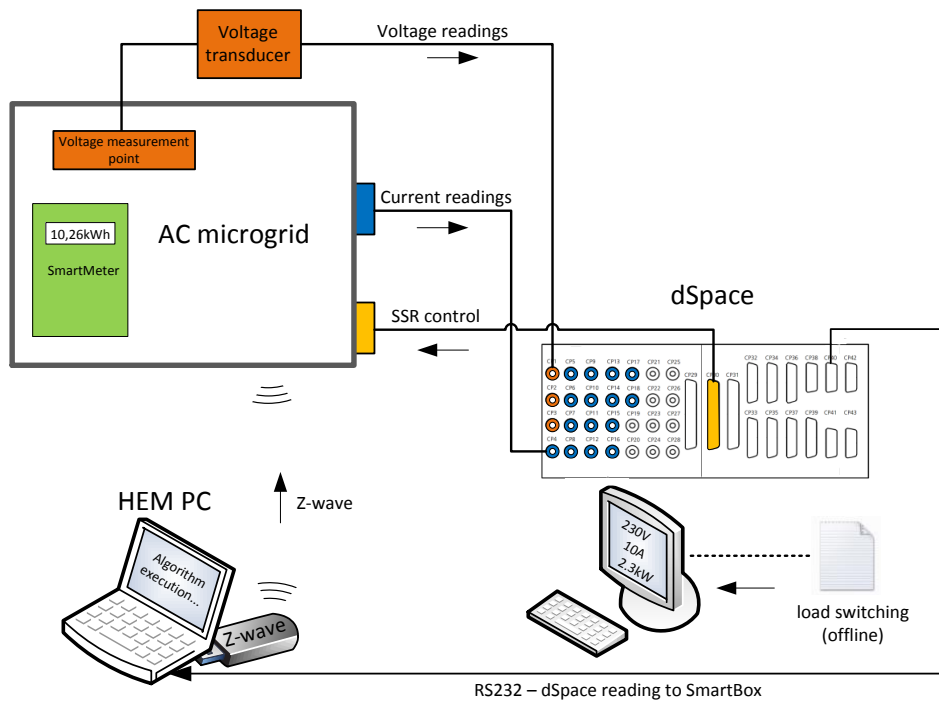 Voltage
transducer
Voltage readings
Voltage measurement
point
Current readings
10,26kWh
AC microgrid
SmartMeter
dSpace
SSR control
CP1 CP5 CP9 CP13 CP17 CP21 CP25
CP29 CP30 CP31
CP32 CP34 CP36 CP38 CP40 CP42
CP2 CP6 CP10 CP14 CP18 CP22 CP26
CP3 CP7 CP11 CP15 CP19 CP23 CP27
CP33 CP35 CP37 CP39 CP41 CP43
CP4 CP8 CP12 CP16 CP20 CP24 CP28
HEM PC
Z-wave
Algorithm
execution...
Z-wave
230V
10A
2.3kW
load switching
(offline)
RS232 – dSpace reading to SmartBox